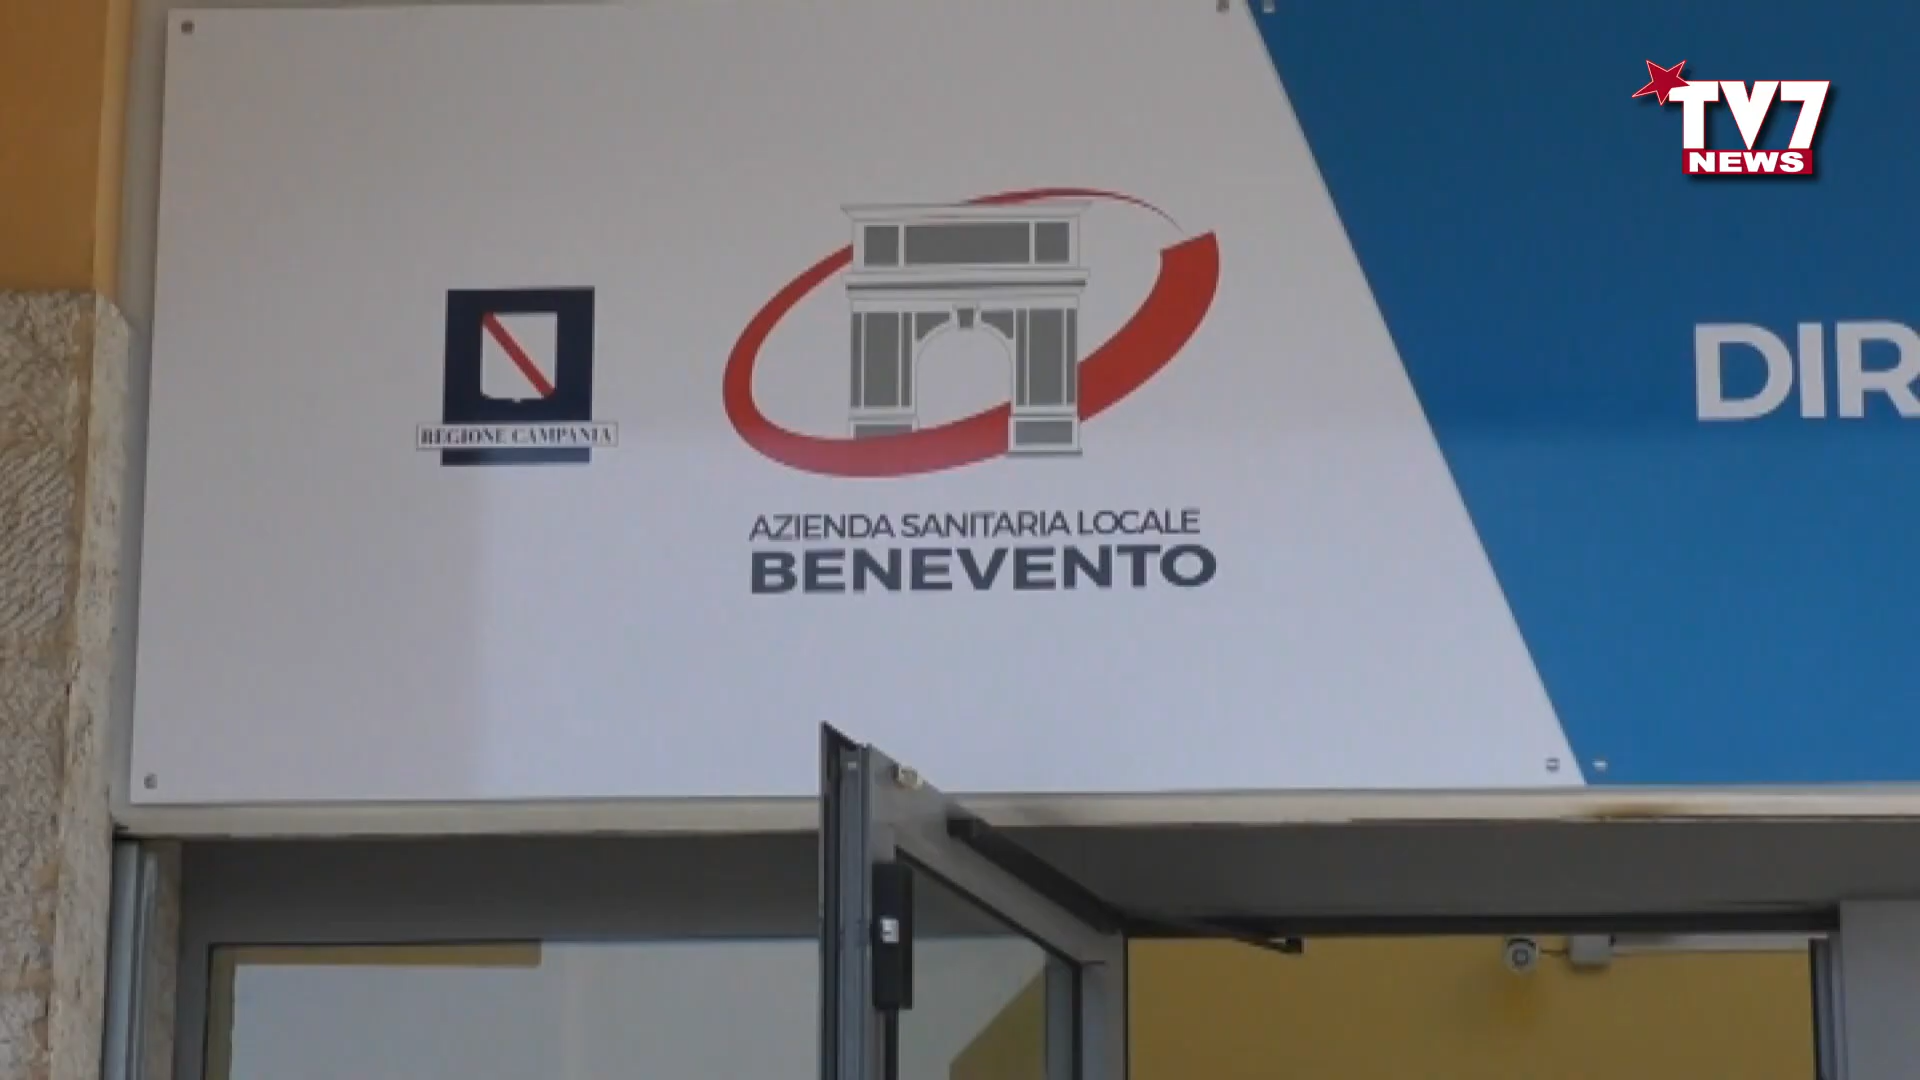 TV7
NEWS
DIR
REGIONE CAMPANIA
AZIENDA SANITARIA LOCALE
BENEVENTO